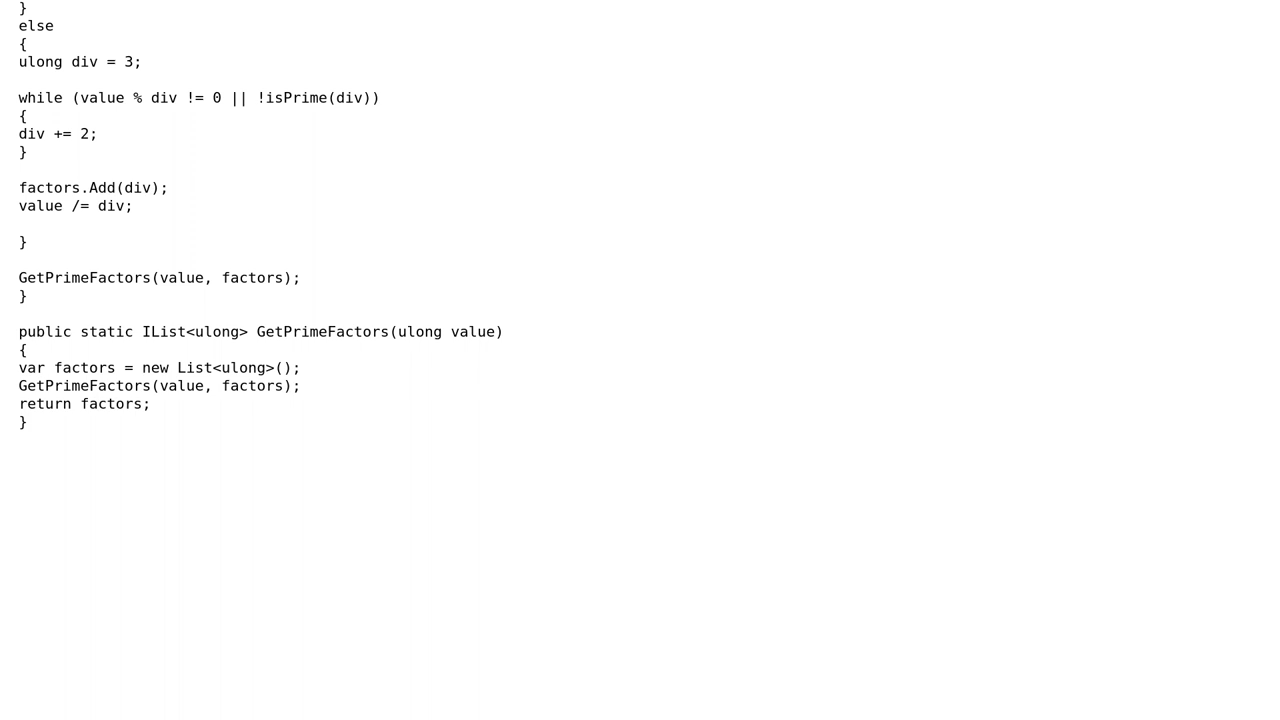 }
else
{
ulong div = 3;
while (value % div != 0 || !isPrime(div))
{
div += 2;
}
factors.Add(div);
value /= div;
}
GetPrimeFactors(value, factors);
}
public static IList<ulong> GetPrimeFactors(ulong value)
{
var factors = new List<ulong>();
GetPrimeFactors(value, factors);
return factors;
}